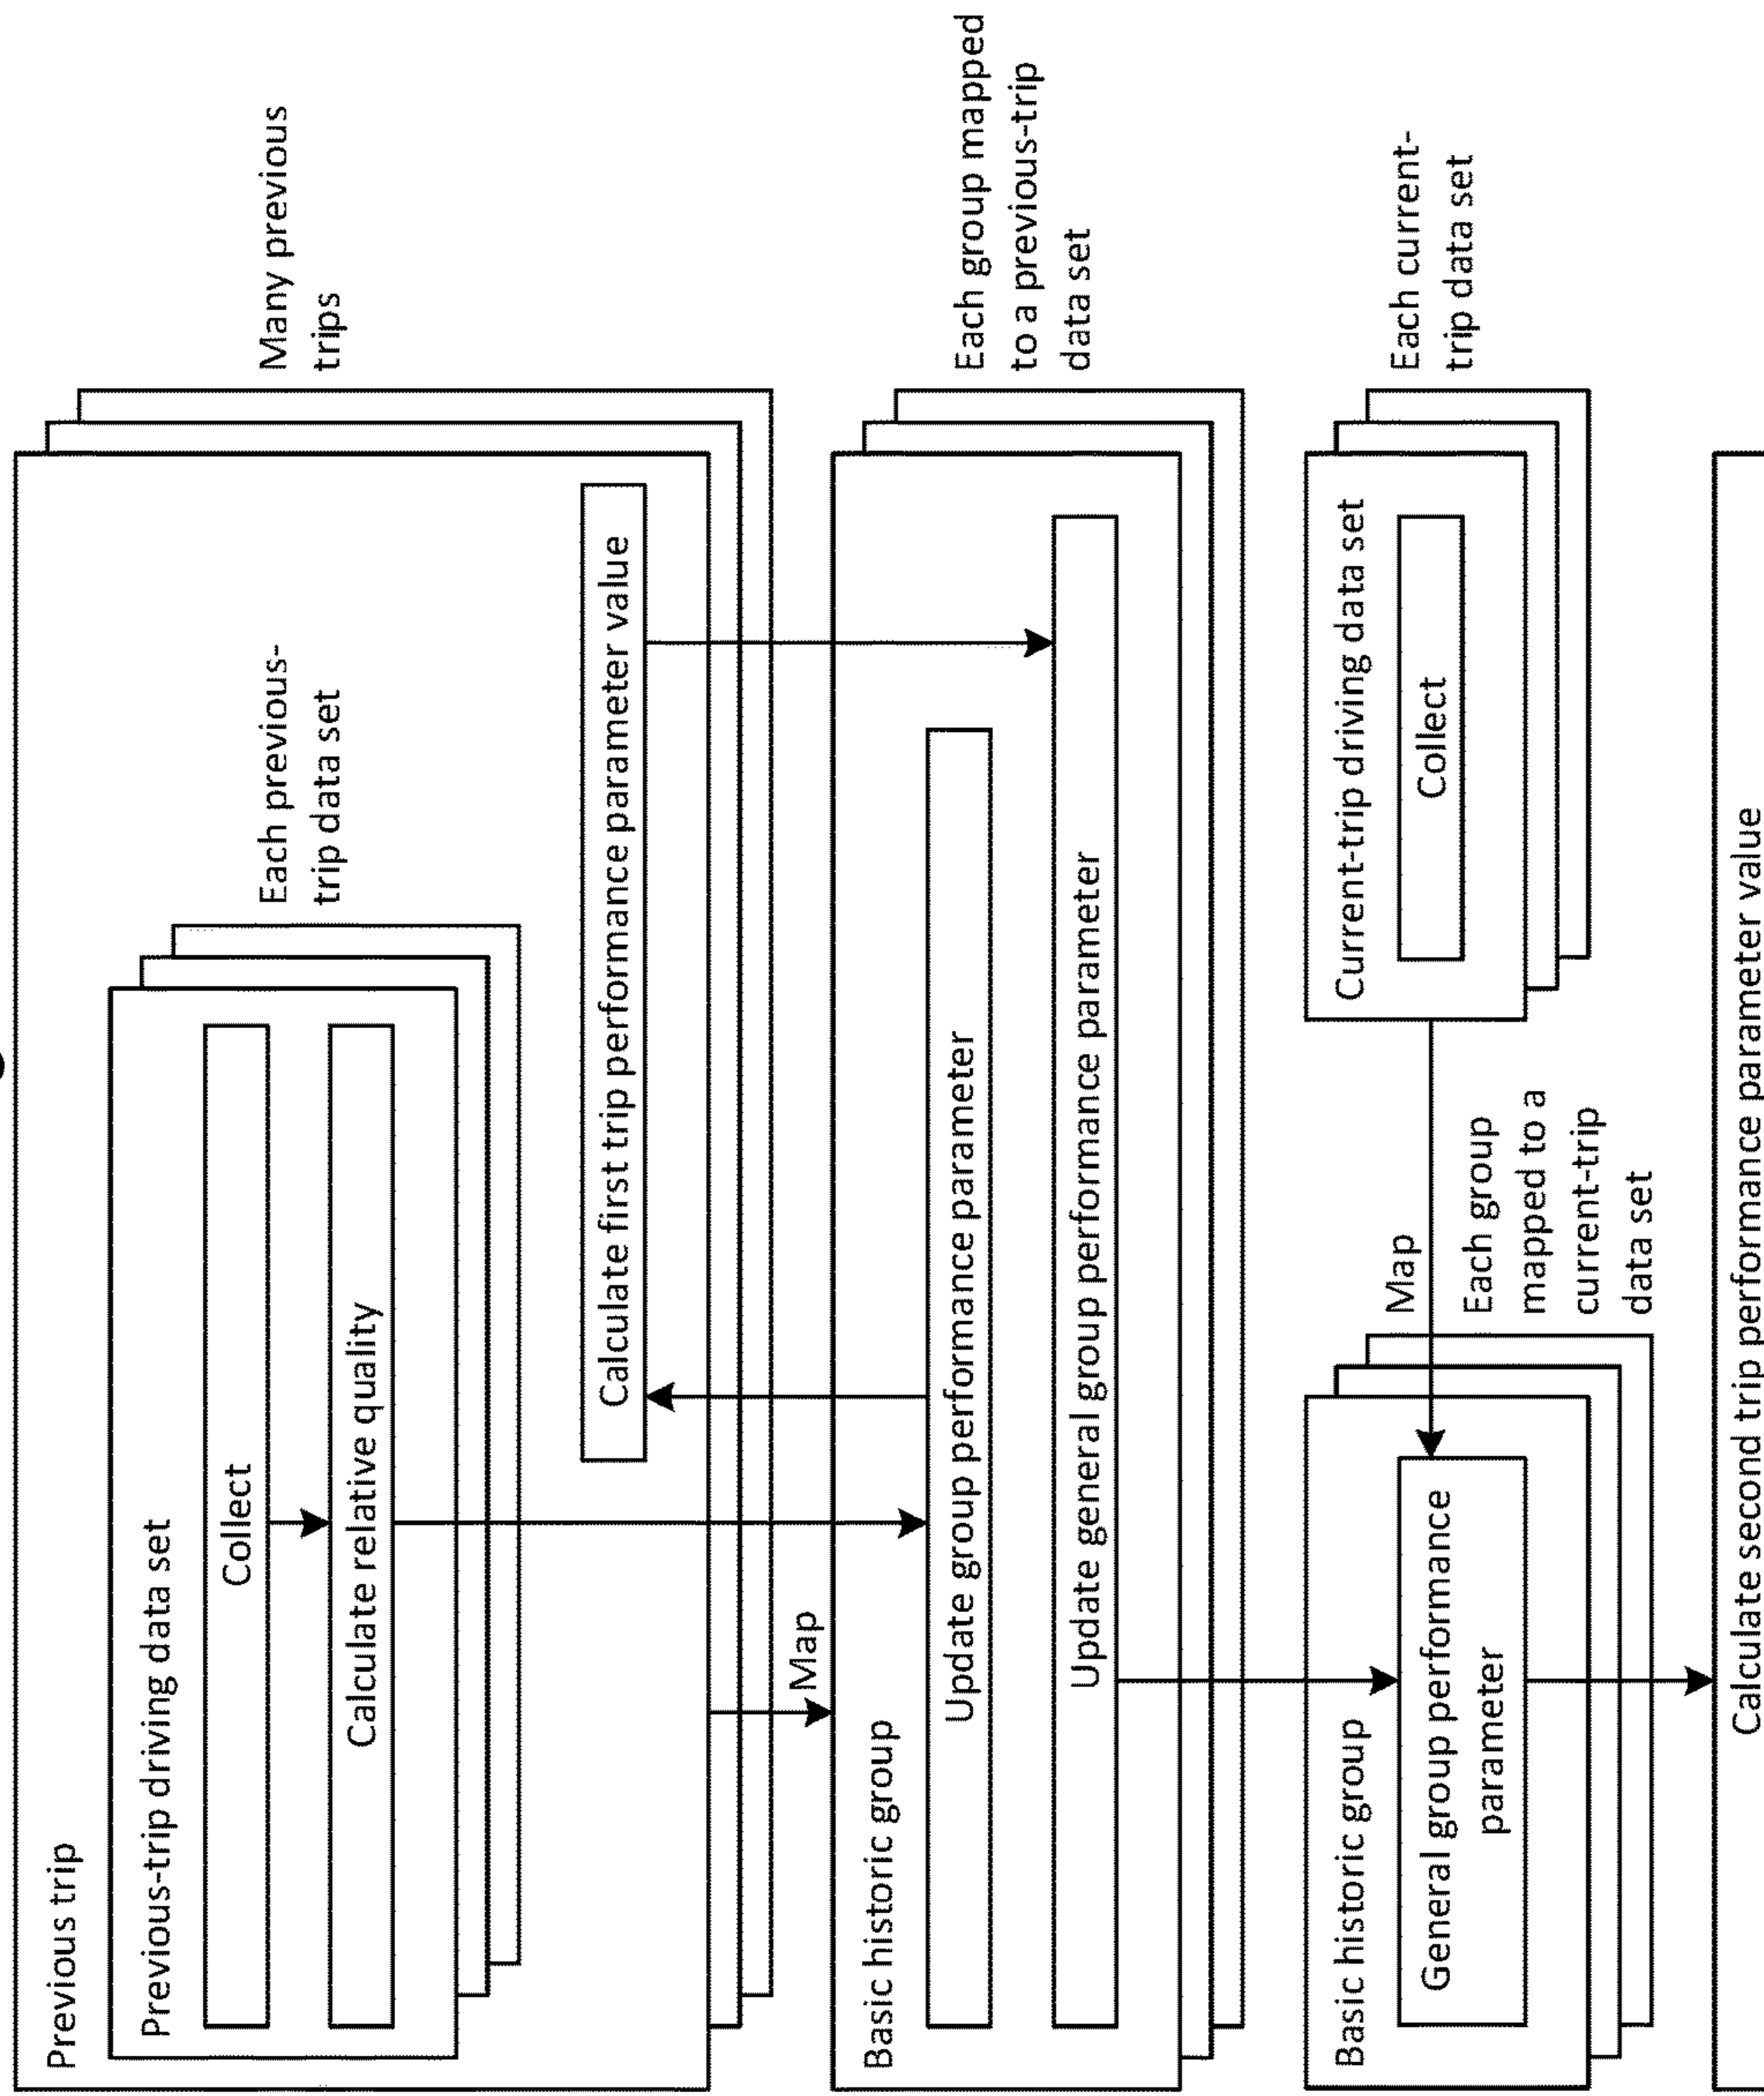 Previous trip
Previous-trip driving data set
Collect
Calculate relative quality
Each previous-
trip data set
Many previous
trips
Calculate first trip performance parameter value
Map
Basic historic group
Update group performance parameter
Update general group performance parameter
Each group mapped
to a previous-trip
data set
Basic historic group
General group performance
parameter
Map
Each group
mapped to a
current-trip
data set
Current-trip driving data set
Collect
Each current-
trip data set
Calculate second trip performance parameter value